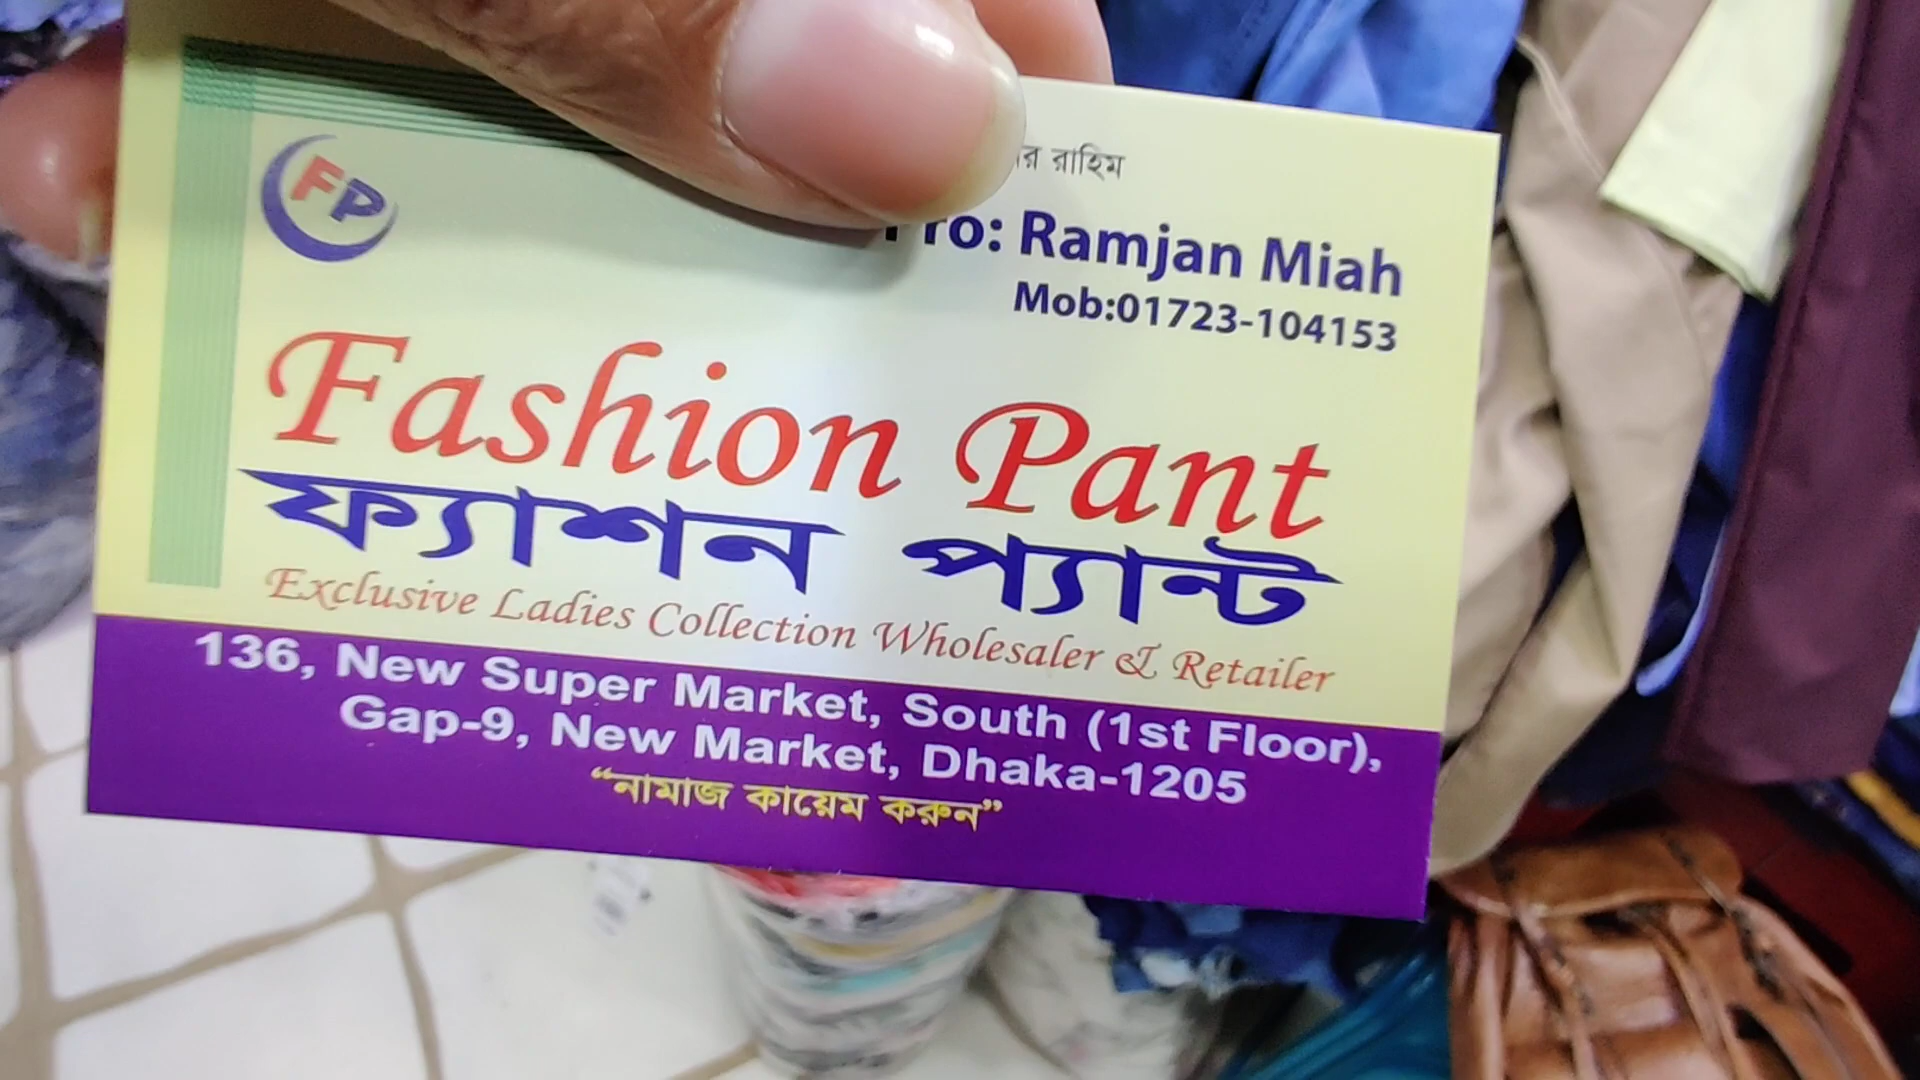 FP
রাহিম
Pro: Ramjan Miah
Mob:01723-104153
Fashion Pant
ফ্যাশন প্যান্ট
Exclusive Ladies Collection Wholesaler & Retailer
136, New Super Market, South (1st Floor),
Gap-9, New Market, Dhaka-1205
“নামাজ কায়েম করুন”